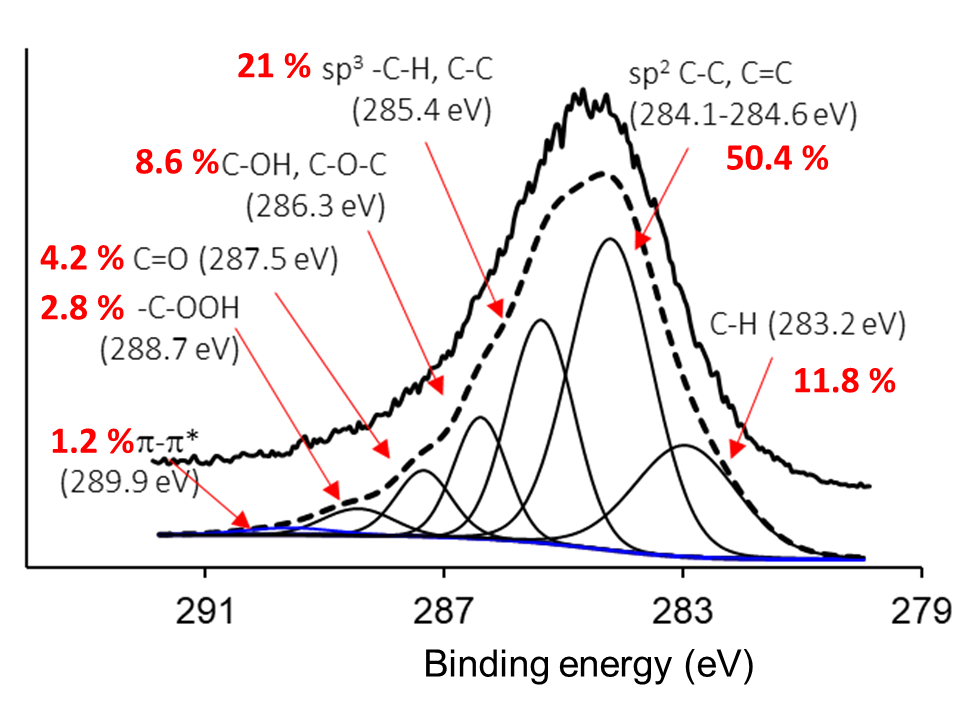 21 % sp³ -C-H, C-C
(285.4 eV)
sp² C-C, C=C
(284.1-284.6 eV)
50.4 %
8.6 % C-OH, C-O-C
(286.3 eV)
4.2 % C=O (287.5 eV)
2.8 % -C-OOH
(288.7 eV)
C-H (283.2 eV)
11.8 %
1.2 % π-π*
(289.9 eV)
291 287 283 279
Binding energy (eV)